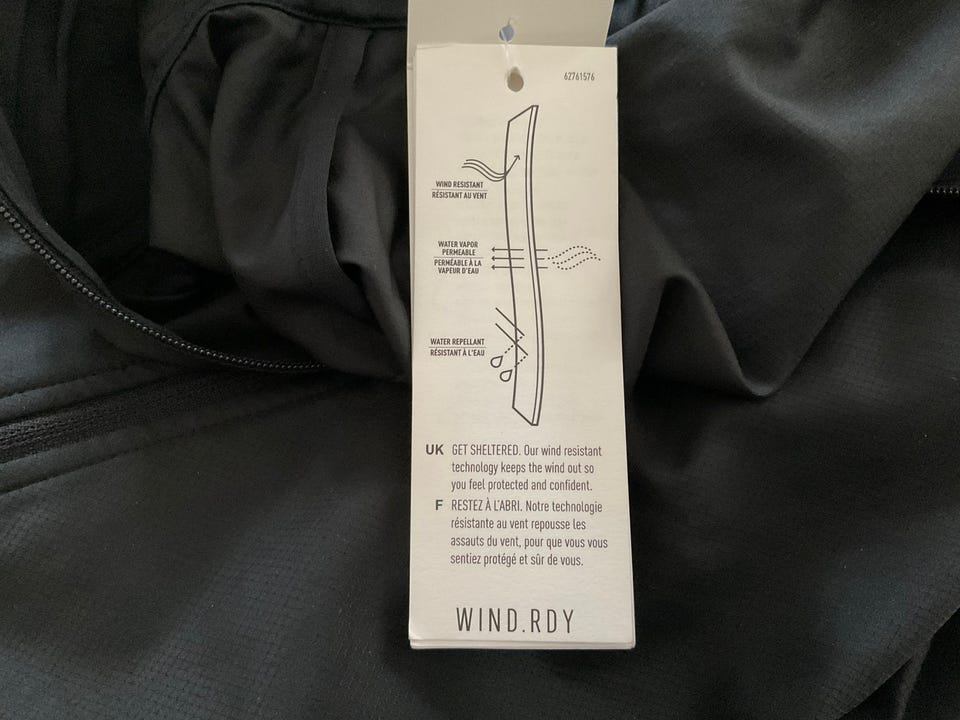 62761576
WIND RESISTANT
RÉSISTANT AU VENT
WATER VAPOR
PERMEABLE
PERMÉABLE À LA
VAPEUR D'EAU
WATER REPELLANT
RÉSISTANT À L'EAU
UK GET SHELTERED. Our wind resistant
technology keeps the wind out so
you feel protected and confident.
F RESTEZ À L'ABRI. Notre technologie
résistante au vent repousse les
assauts du vent, pour que vous vous
sentiez protégé et sûr de vous.
WIND.RDY